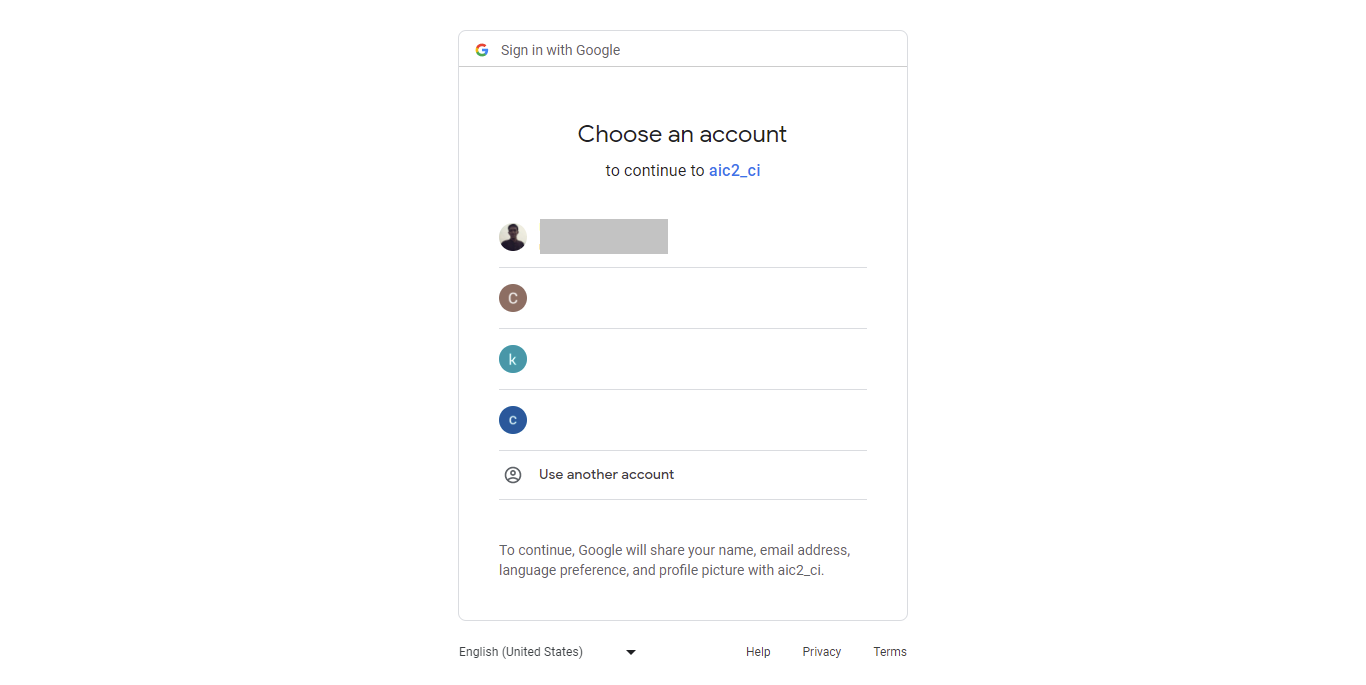 Sign in with Google
Choose an account
to continue to aic2_ci
C
k
c
Use another account
To continue, Google will share your name, email address,
language preference, and profile picture with aic2_ci.
English (United States)
Help
Privacy
Terms